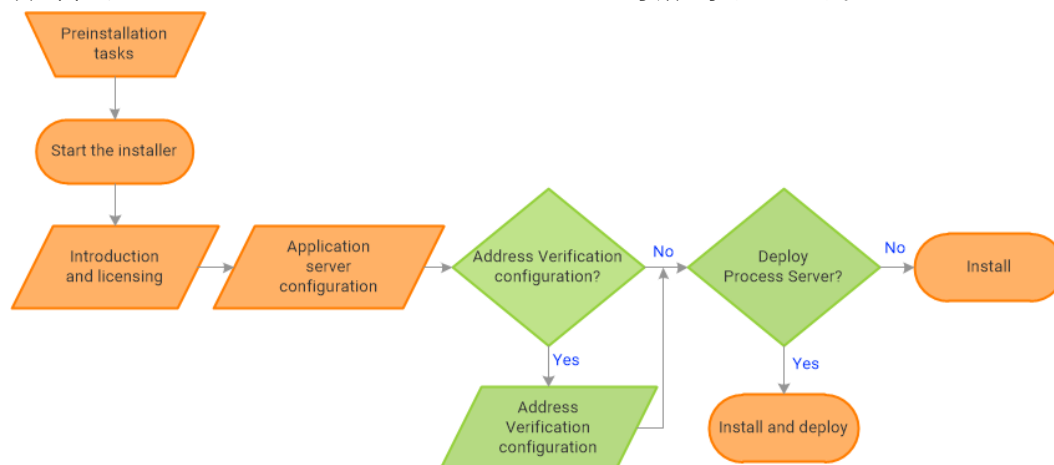 Preinstallation
tasks
Start the installer
Introduction
and licensing
Application
server
configuration
Address Verification
configuration?
No
Yes
Address
Verification
configuration
Deploy
Process Server?
No
Yes
Install
Install and deploy